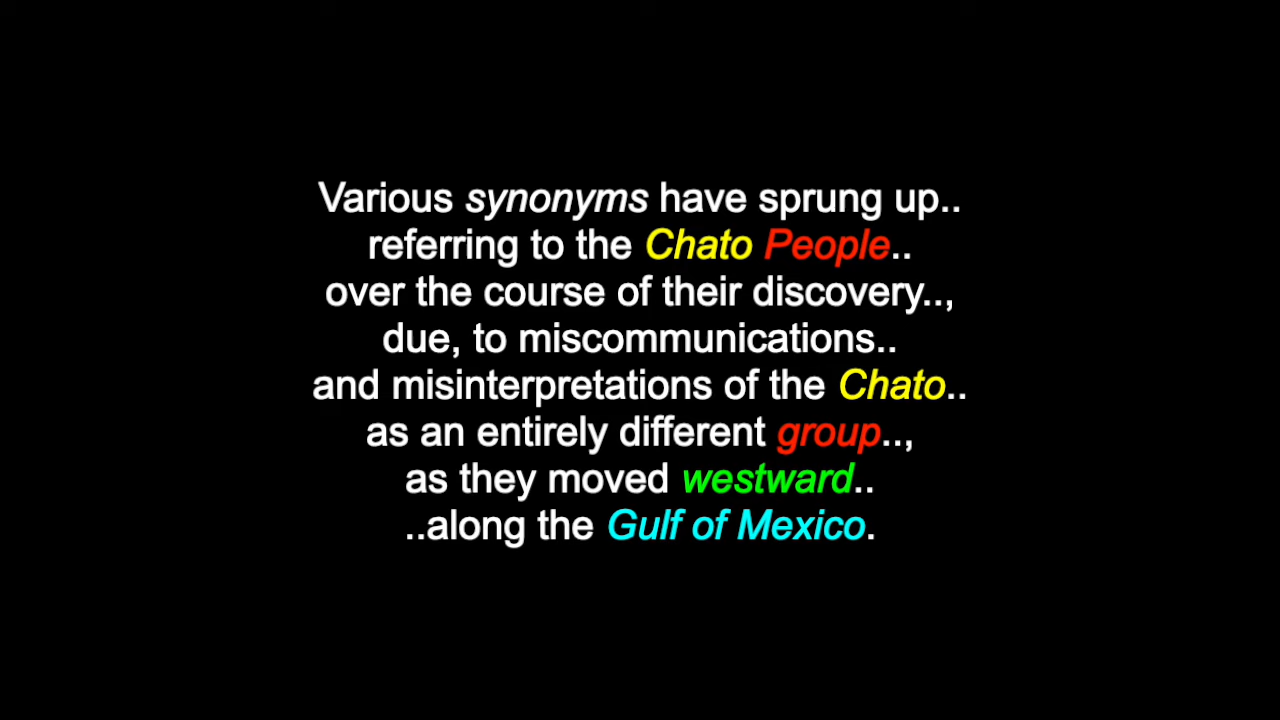 Various synonyms have sprung up..
referring to the Chato People..
over the course of their discovery..,
due, to miscommunications..
and misinterpretations of the Chato..
as an entirely different group..,
as they moved westward..
..along the Gulf of Mexico.